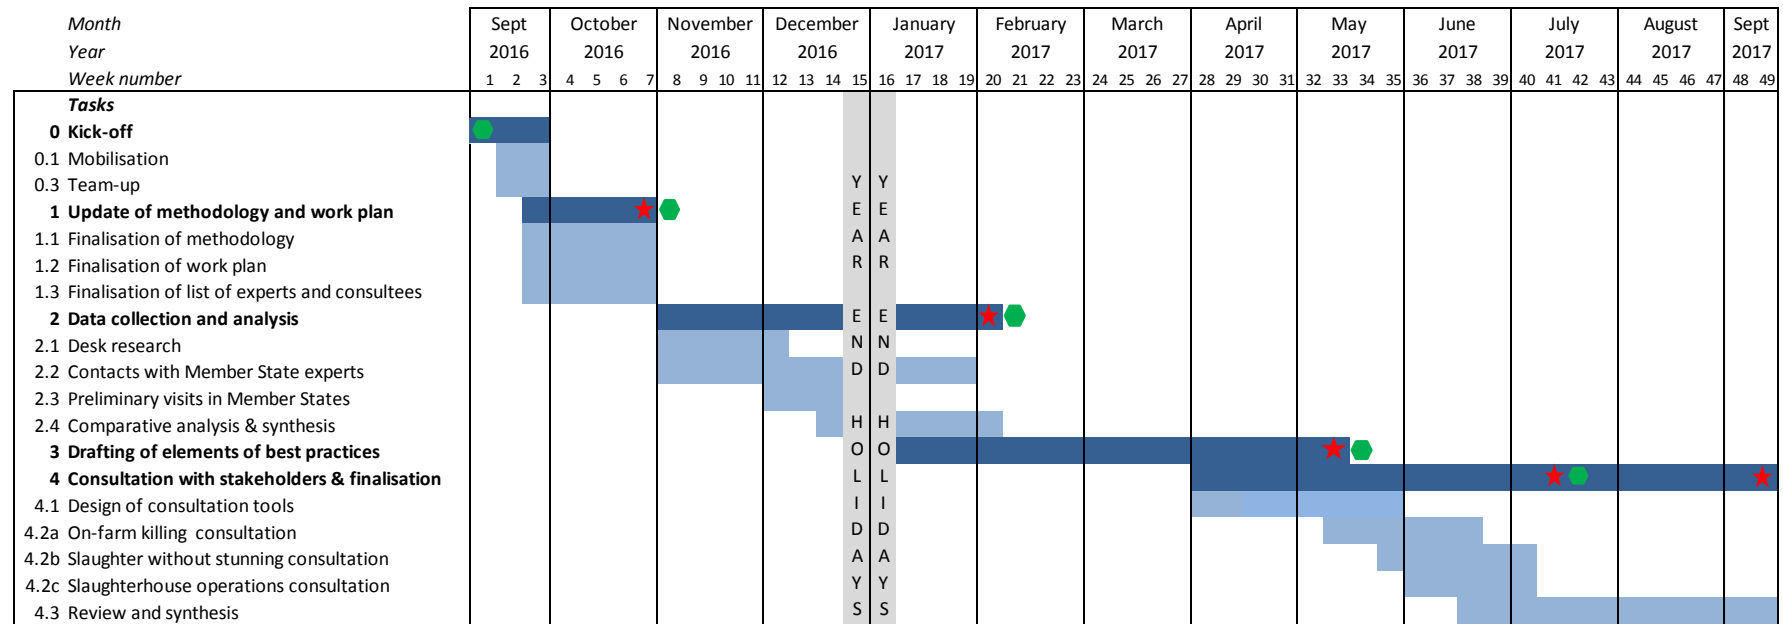 Month Sept October November December January February March April May June July August Sept
Year 2016 2016 2016 2016 2017 2017 2017 2017 2017 2017 2017 2017 2017
Week number 1 2 3 4 5 6 7 8 9 10 11 12 13 14 15 16 17 18 19 20 21 22 23 24 25 26 27 28 29 30 31 32 33 34 35 36 37 38 39 40 41 42 43 44 45 46 47 48 49
Tasks
0 Kick-off
0.1 Mobilisation
0.3 Team-up
1 Update of methodology and work plan
1.1 Finalisation of methodology
1.2 Finalisation of work plan
1.3 Finalisation of list of experts and consultees
2 Data collection and analysis
2.1 Desk research
2.2 Contacts with Member State experts
2.3 Preliminary visits in Member States
2.4 Comparative analysis & synthesis
3 Drafting of elements of best practices
4 Consultation with stakeholders & finalisation
4.1 Design of consultation tools
4.2a On-farm killing consultation
4.2b Slaughter without stunning consultation
4.2c Slaughterhouse operations consultation
4.3 Review and synthesis
YEAR END HOLIDAYS
YEAR END HOLIDAYS